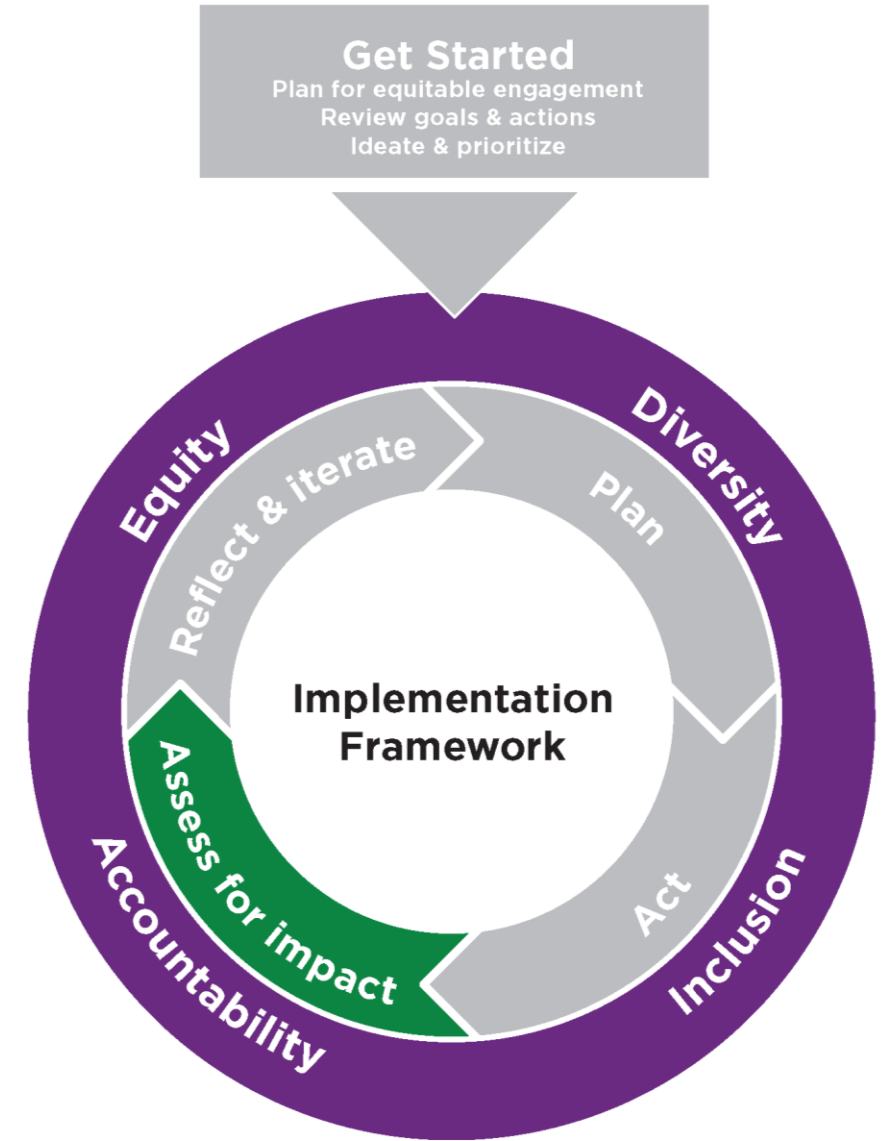 Get Started
Plan for equitable engagement
Review goals & actions
Ideate & prioritize
Equity
Diversity
Reflect & iterate
Plan
Implementation
Framework
Assess for impact
Act
Accountability
Inclusion